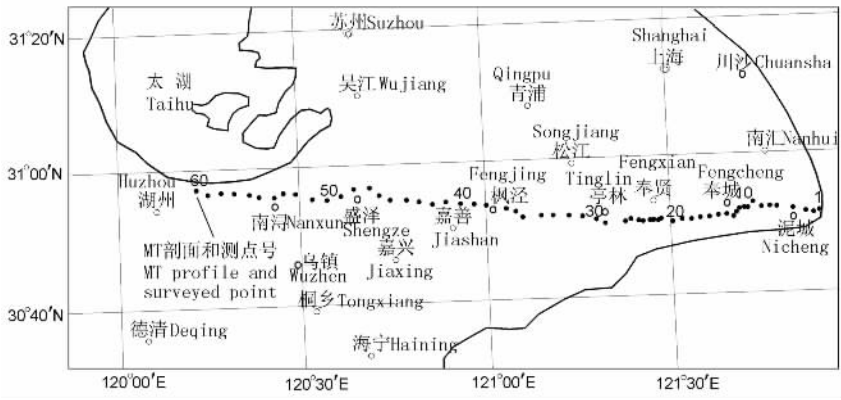 31°20′
31°00′
30°40′
苏州Suzhou
Shanghai
上海
川沙Chuansha
太湖
Taihu
吴江Wujiang
Qingpu
青浦
Songjiang
松江
南汇Nanhui
Huzhou
湖州
60
南浔Nanxun
50
盛泽
Shengze
40
嘉善
Jiashan
Fengjing
枫泾
Tinglin
亭林
30
Fengxian
奉贤
20
Fengcheng
奉城
10
1
泥城
Nicheng
MT剖面和测点号
MT profile and
surveyed point
乌镇
Wuzhen
嘉兴
Jiaxing
桐乡Tongxiang
德清Deqing
海宁Haining
120°00′E
120°30′E
121°00′E
121°30′E